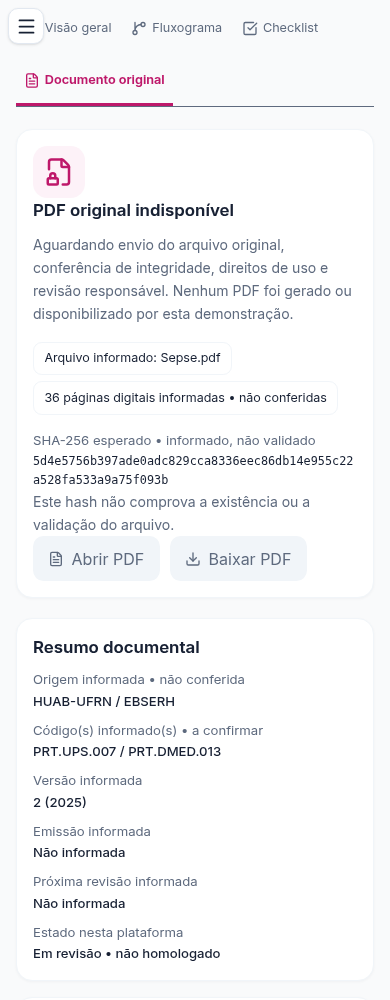 Visão geral
Fluxograma
Checklist
Documento original
PDF original indisponível
Aguardando envio do arquivo original,
conferência de integridade, direitos de uso e
revisão responsável. Nenhum PDF foi gerado ou
disponibilizado por esta demonstração.
Arquivo informado: Sepse.pdf
36 páginas digitais informadas • não conferidas
SHA-256 esperado • informado, não validado
5d4e5756b397ade0adc829cca8336eec86db14e955c22
a528fa533a9a75f093b
Este hash não comprova a existência ou a
validação do arquivo.
Abrir PDF
Baixar PDF
Resumo documental
Origem informada • não conferida
HUAB-UFRN / EBSERH
Código(s) informado(s) • a confirmar
PRT.UPS.007 / PRT.DMED.013
Versão informada
2 (2025)
Emissão informada
Não informada
Próxima revisão informada
Não informada
Estado nesta plataforma
Em revisão • não homologado